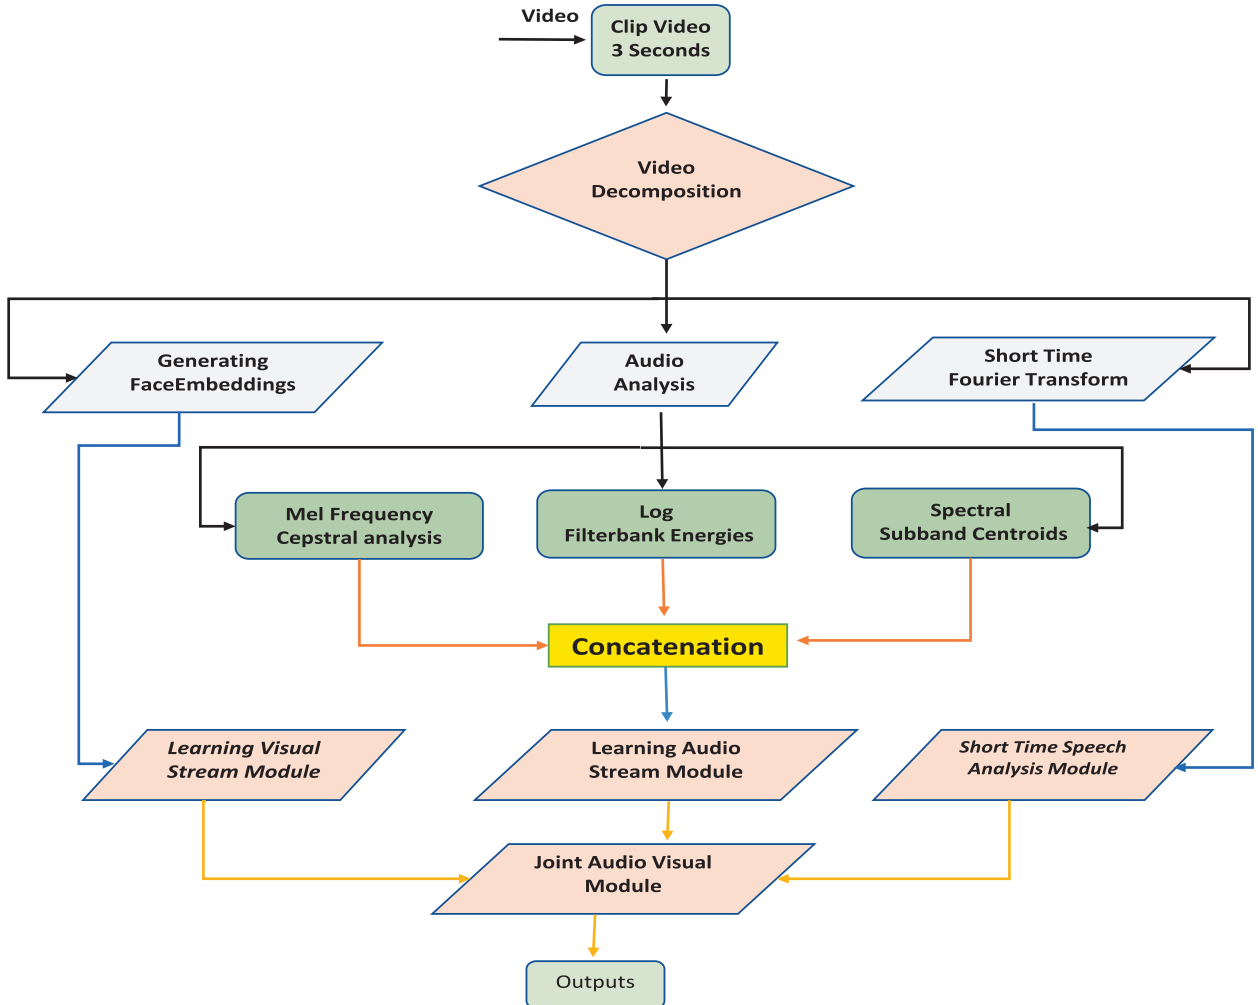 Video
Clip Video
3 Seconds
Video
Decomposition
Generating
FaceEmbeddings
Audio
Analysis
Short Time
Fourier Transform
Mel Frequency
Cepstral analysis
Log
Filterbank Energies
Spectral
Subband Centroids
Concatenation
Learning Visual
Stream Module
Learning Audio
Stream Module
Short Time Speech
Analysis Module
Joint Audio Visual
Module
Outputs